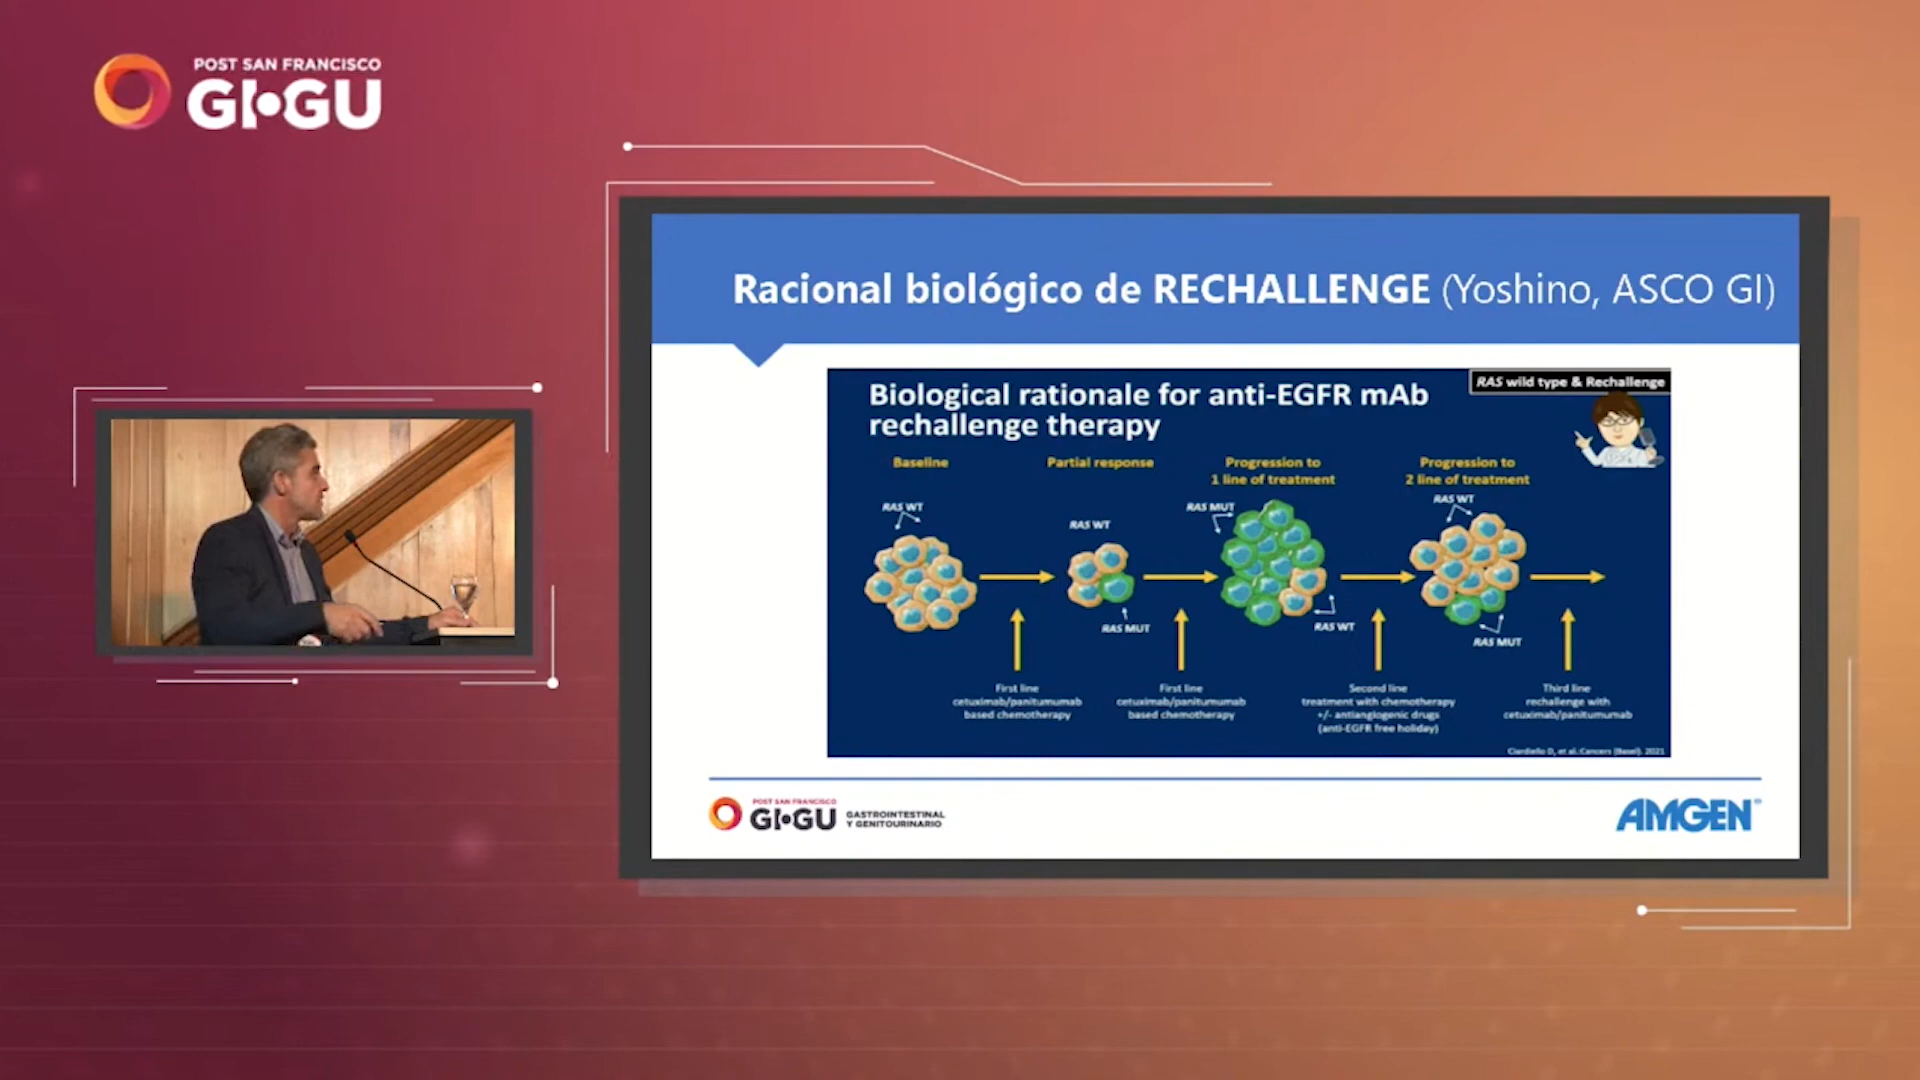 POST SAN FRANCISCO
GI•GU
Racional biológico de RECHALLENGE (Yoshino, ASCO GI)
RAS wild type & Rechallenge
Biological rationale for anti-EGFR mAb
rechallenge therapy
Baseline
Partial response
Progression to
1 line of treatment
Progression to
2 line of treatment
RAS WT
RAS WT
RAS MUT
RAS MUT
RAS WT
RAS WT
RAS MUT
First line
cetuximab/panitumumab
based chemotherapy
First line
cetuximab/panitumumab
based chemotherapy
Second line
treatment with chemotherapy
+/- antiangiogenic drugs
(anti-EGFR free holiday)
Third line
rechallenge with
cetuximab/panitumumab
Ciardiello D, et al. Cancers (Basel). 2021
POST SAN FRANCISCO
GI•GU
GASTROINTESTINAL
Y GENITOURINARIO
AMGEN®